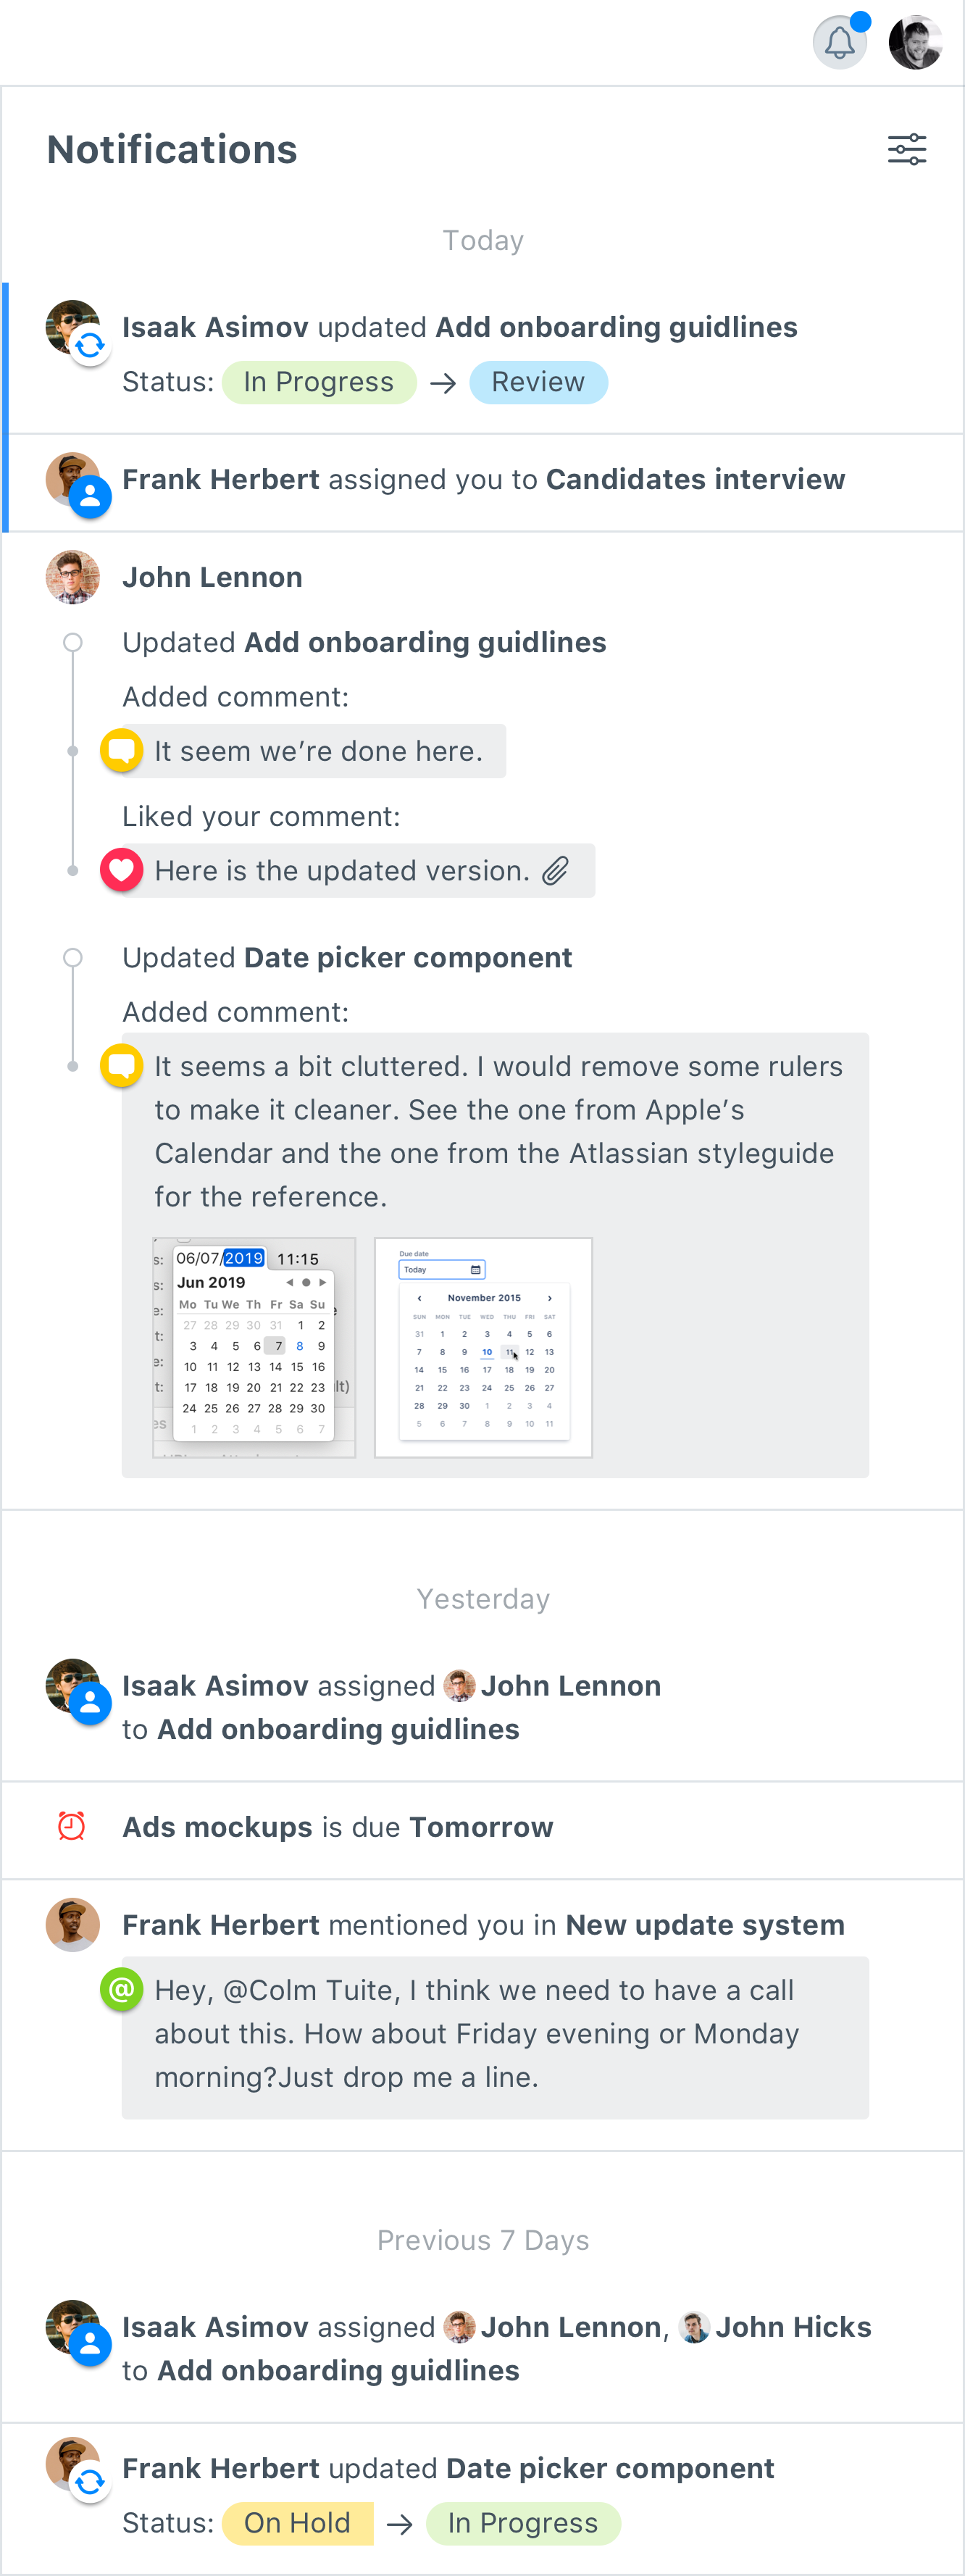 Notifications
Today
Isaak Asimov updated Add onboarding guidlines
Status: In Progress → Review
Frank Herbert assigned you to Candidates interview
John Lennon
Updated Add onboarding guidlines
Added comment:
It seem we’re done here.
Liked your comment:
Here is the updated version.
Updated Date picker component
Added comment:
It seems a bit cluttered. I would remove some rulers
to make it cleaner. See the one from Apple’s
Calendar and the one from the Atlassian styleguide
for the reference.
06/07/2019 11:15
Jun 2019
Mo Tu We Th Fr Sa Su
27 28 29 30 31 1 2
3 4 5 6 7 8 9
10 11 12 13 14 15 16
17 18 19 20 21 22 23
24 25 26 27 28 29 30
1 2 3 4 5 6 7
Due date
Today
November 2015
SUN MON TUE WED THU FRI SAT
31 1 2 3 4 5 6
7 8 9 10 11 12 13
14 15 16 17 18 19 20
21 22 23 24 25 26 27
28 29 30 1 2 3 4
5 6 7 8 9 10 11
Yesterday
Isaak Asimov assigned John Lennon
to Add onboarding guidlines
Ads mockups is due Tomorrow
Frank Herbert mentioned you in New update system
@
Hey, @Colm Tuite, I think we need to have a call
about this. How about Friday evening or Monday
morning?Just drop me a line.
Previous 7 Days
Isaak Asimov assigned John Lennon, John Hicks
to Add onboarding guidlines
Frank Herbert updated Date picker component
Status: On Hold → In Progress